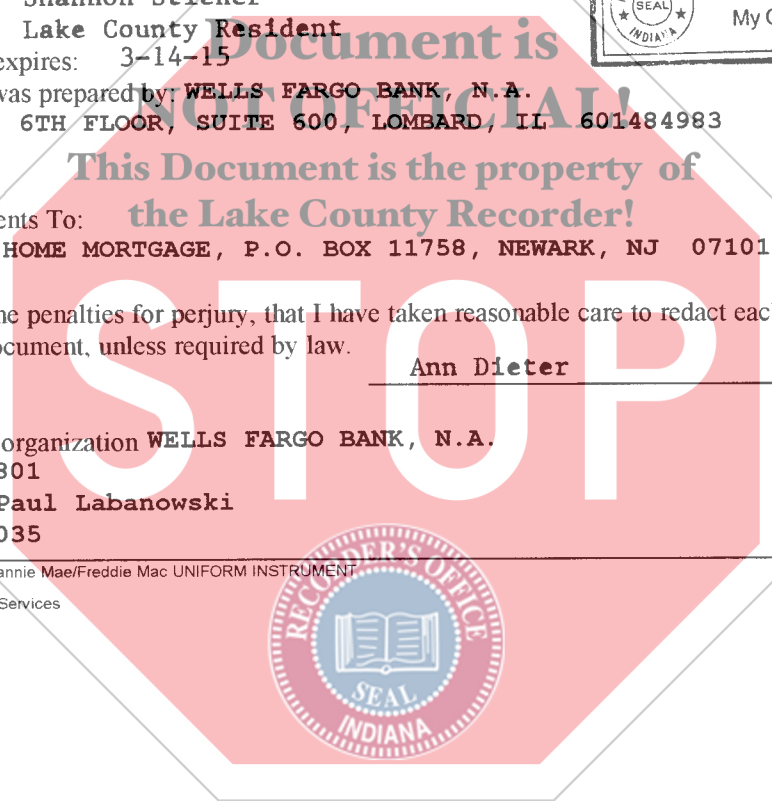 Lake County Resident
expires: 3-14-15
SEAL
INDIANA
My
Document is
was prepared by: WELLS FARGO BANK, N.A.
NOT OFFICIAL!
6TH FLOOR, SUITE 600, LOMBARD, IL 601484983
This Document is the property of
the Lake County Recorder!
ents To:
HOME MORTGAGE, P.O. BOX 11758, NEWARK, NJ 07101
STOP
he penalties for perjury, that I have taken reasonable care to redact eac
ocument, unless required by law.
Ann Dieter
organization WELLS FARGO BANK, N.A.
801
Paul Labanowski
035
annie Mae/Freddie Mac UNIFORM INSTRUMENT
Services
RECORDER'S OFFICE
SEAL
INDIANA